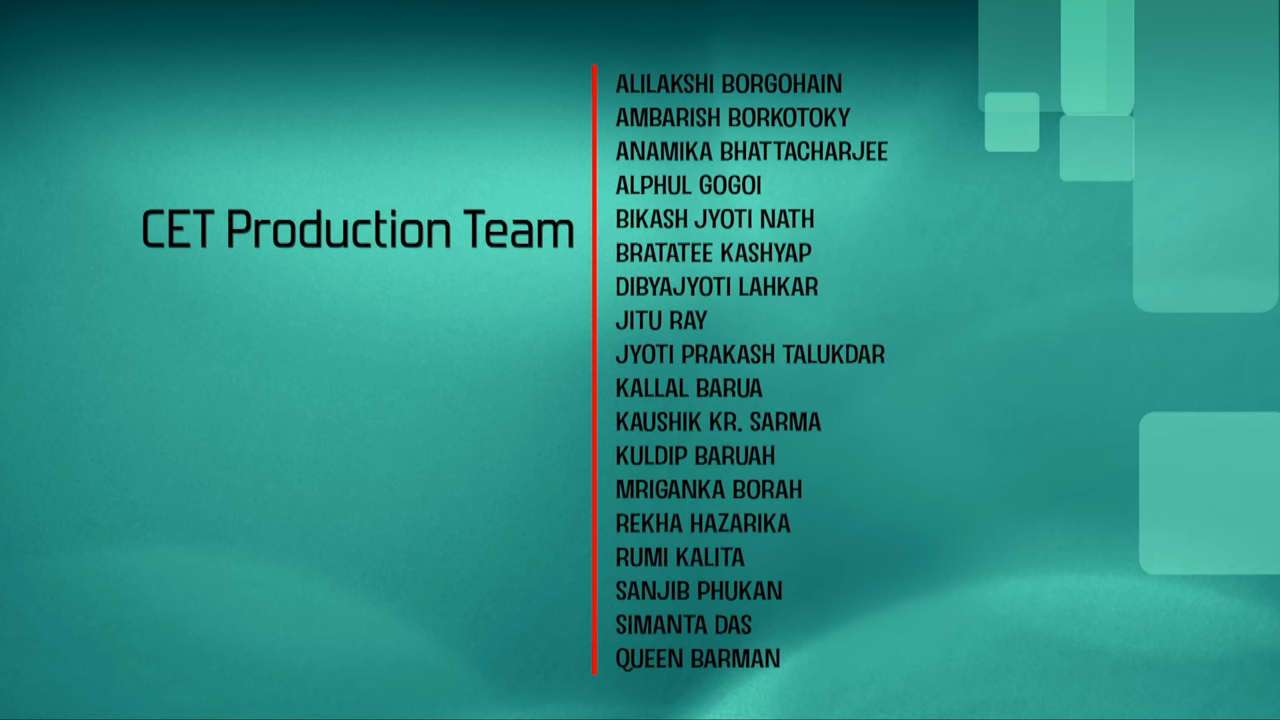 CET Production Team
ALILAKSHI BORGOHAIN
AMBARISH BORKOTOKY
ANAMIKA BHATTACHARJEE
ALPHUL GOGOI
BIKASH JYOTI NATH
BRATATEE KASHYAP
DIBYAJYOTI LAHKAR
JITU RAY
JYOTI PRAKASH TALUKDAR
KALLAL BARUA
KAUSHIK KR. SARMA
KULDIP BARUAH
MRIGANKA BORAH
REKHA HAZARIKA
RUMI KALITA
SANJIB PHUKAN
SIMANTA DAS
QUEEN BARMAN